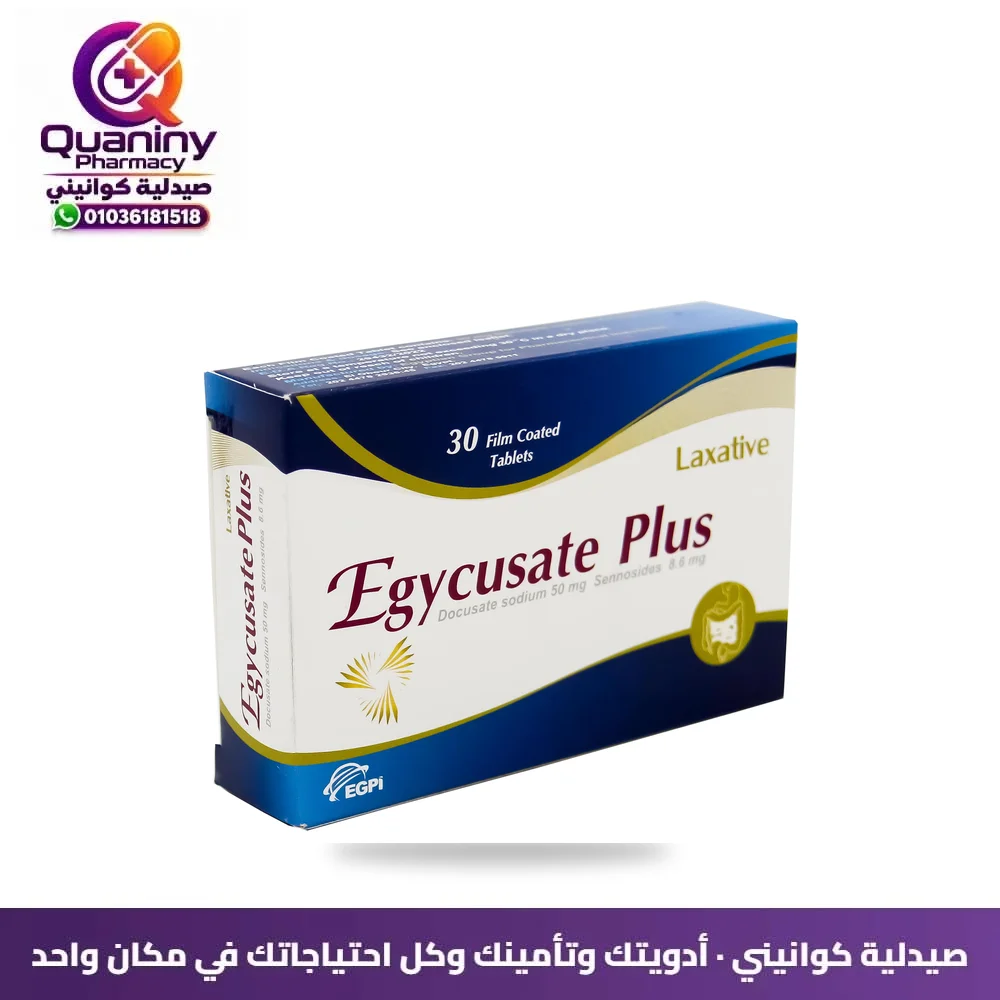 Quaniny
Pharmacy
صيدلية كوانيني
01036181518
30 Film Coated
Tablets
Laxative
Egycusate Plus
Docusate sodium 50 mg Sennosides 8.6 mg
Laxative
Egycusate Plus
Docusate sodium 50 mg Sennosides 8.6 mg
EGPi
صيدلية كوانيني · أدويتك وتأمينك وكل احتياجاتك في مكان واحد